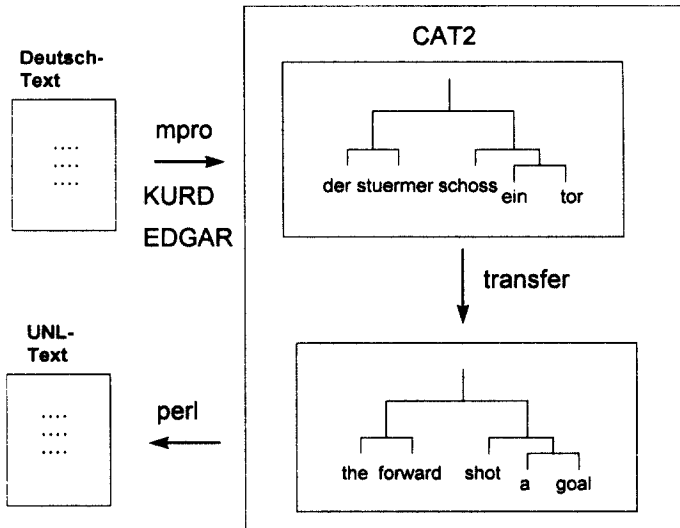 CAT2
Deutsch-
Text
....
....
....
mpro
KURD
EDGAR
der stuermer schoss ein tor
transfer
UNL-
Text
....
....
....
perl
the forward shot a goal